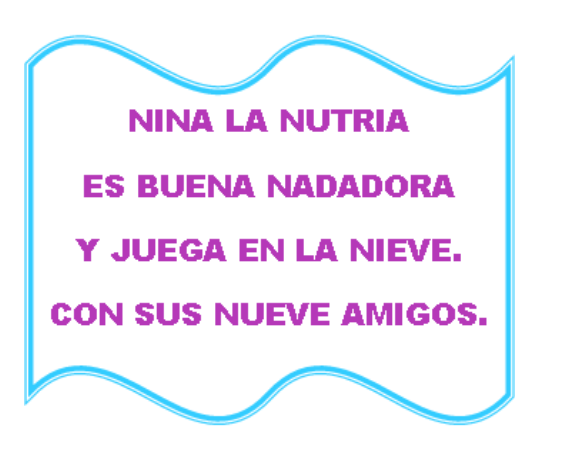 NINA LA NUTRIA
ES BUENA NADADORA
Y JUEGA EN LA NIEVE.
CON SUS NUEVE AMIGOS.